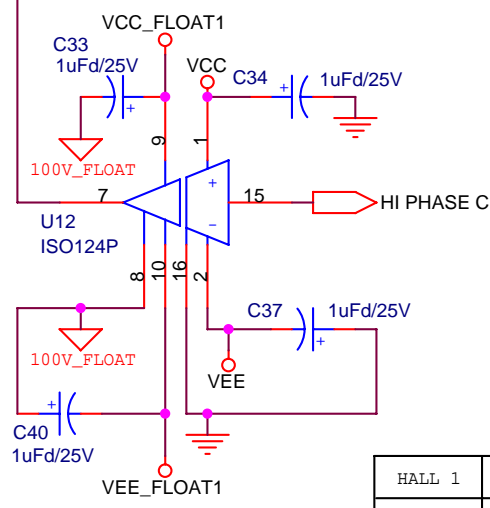 VCC_FLOAT1
C33
1uFd/25V
VCC
C34
1uFd/25V
+
+
9
1
100V_FLOAT
7
+
15
HI PHASE C
U12
ISO124P
-
8
10
16
2
C37
1uFd/25V
+
100V_FLOAT
VEE
+
C40
1uFd/25V
VEE_FLOAT1
HALL 1